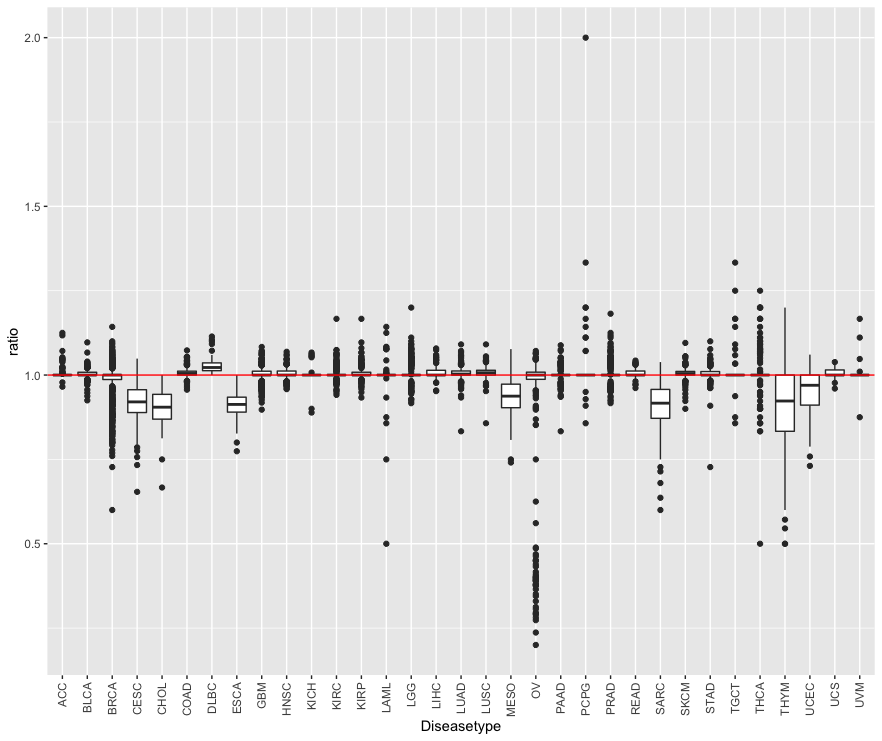 2.0
1.5
1.0
0.5
ratio
ACC
BLCA
BRCA
CESC
CHOL
COAD
DLBC
ESCA
GBM
HNSC
KICH
KIRC
KIRP
LAML
LGG
LIHC
LUAD
LUSC
MESO
OV
PAAD
PCPG
PRAD
READ
SARC
SKCM
STAD
TGCT
THCA
THYM
UCEC
UCS
UVM
Diseasetype